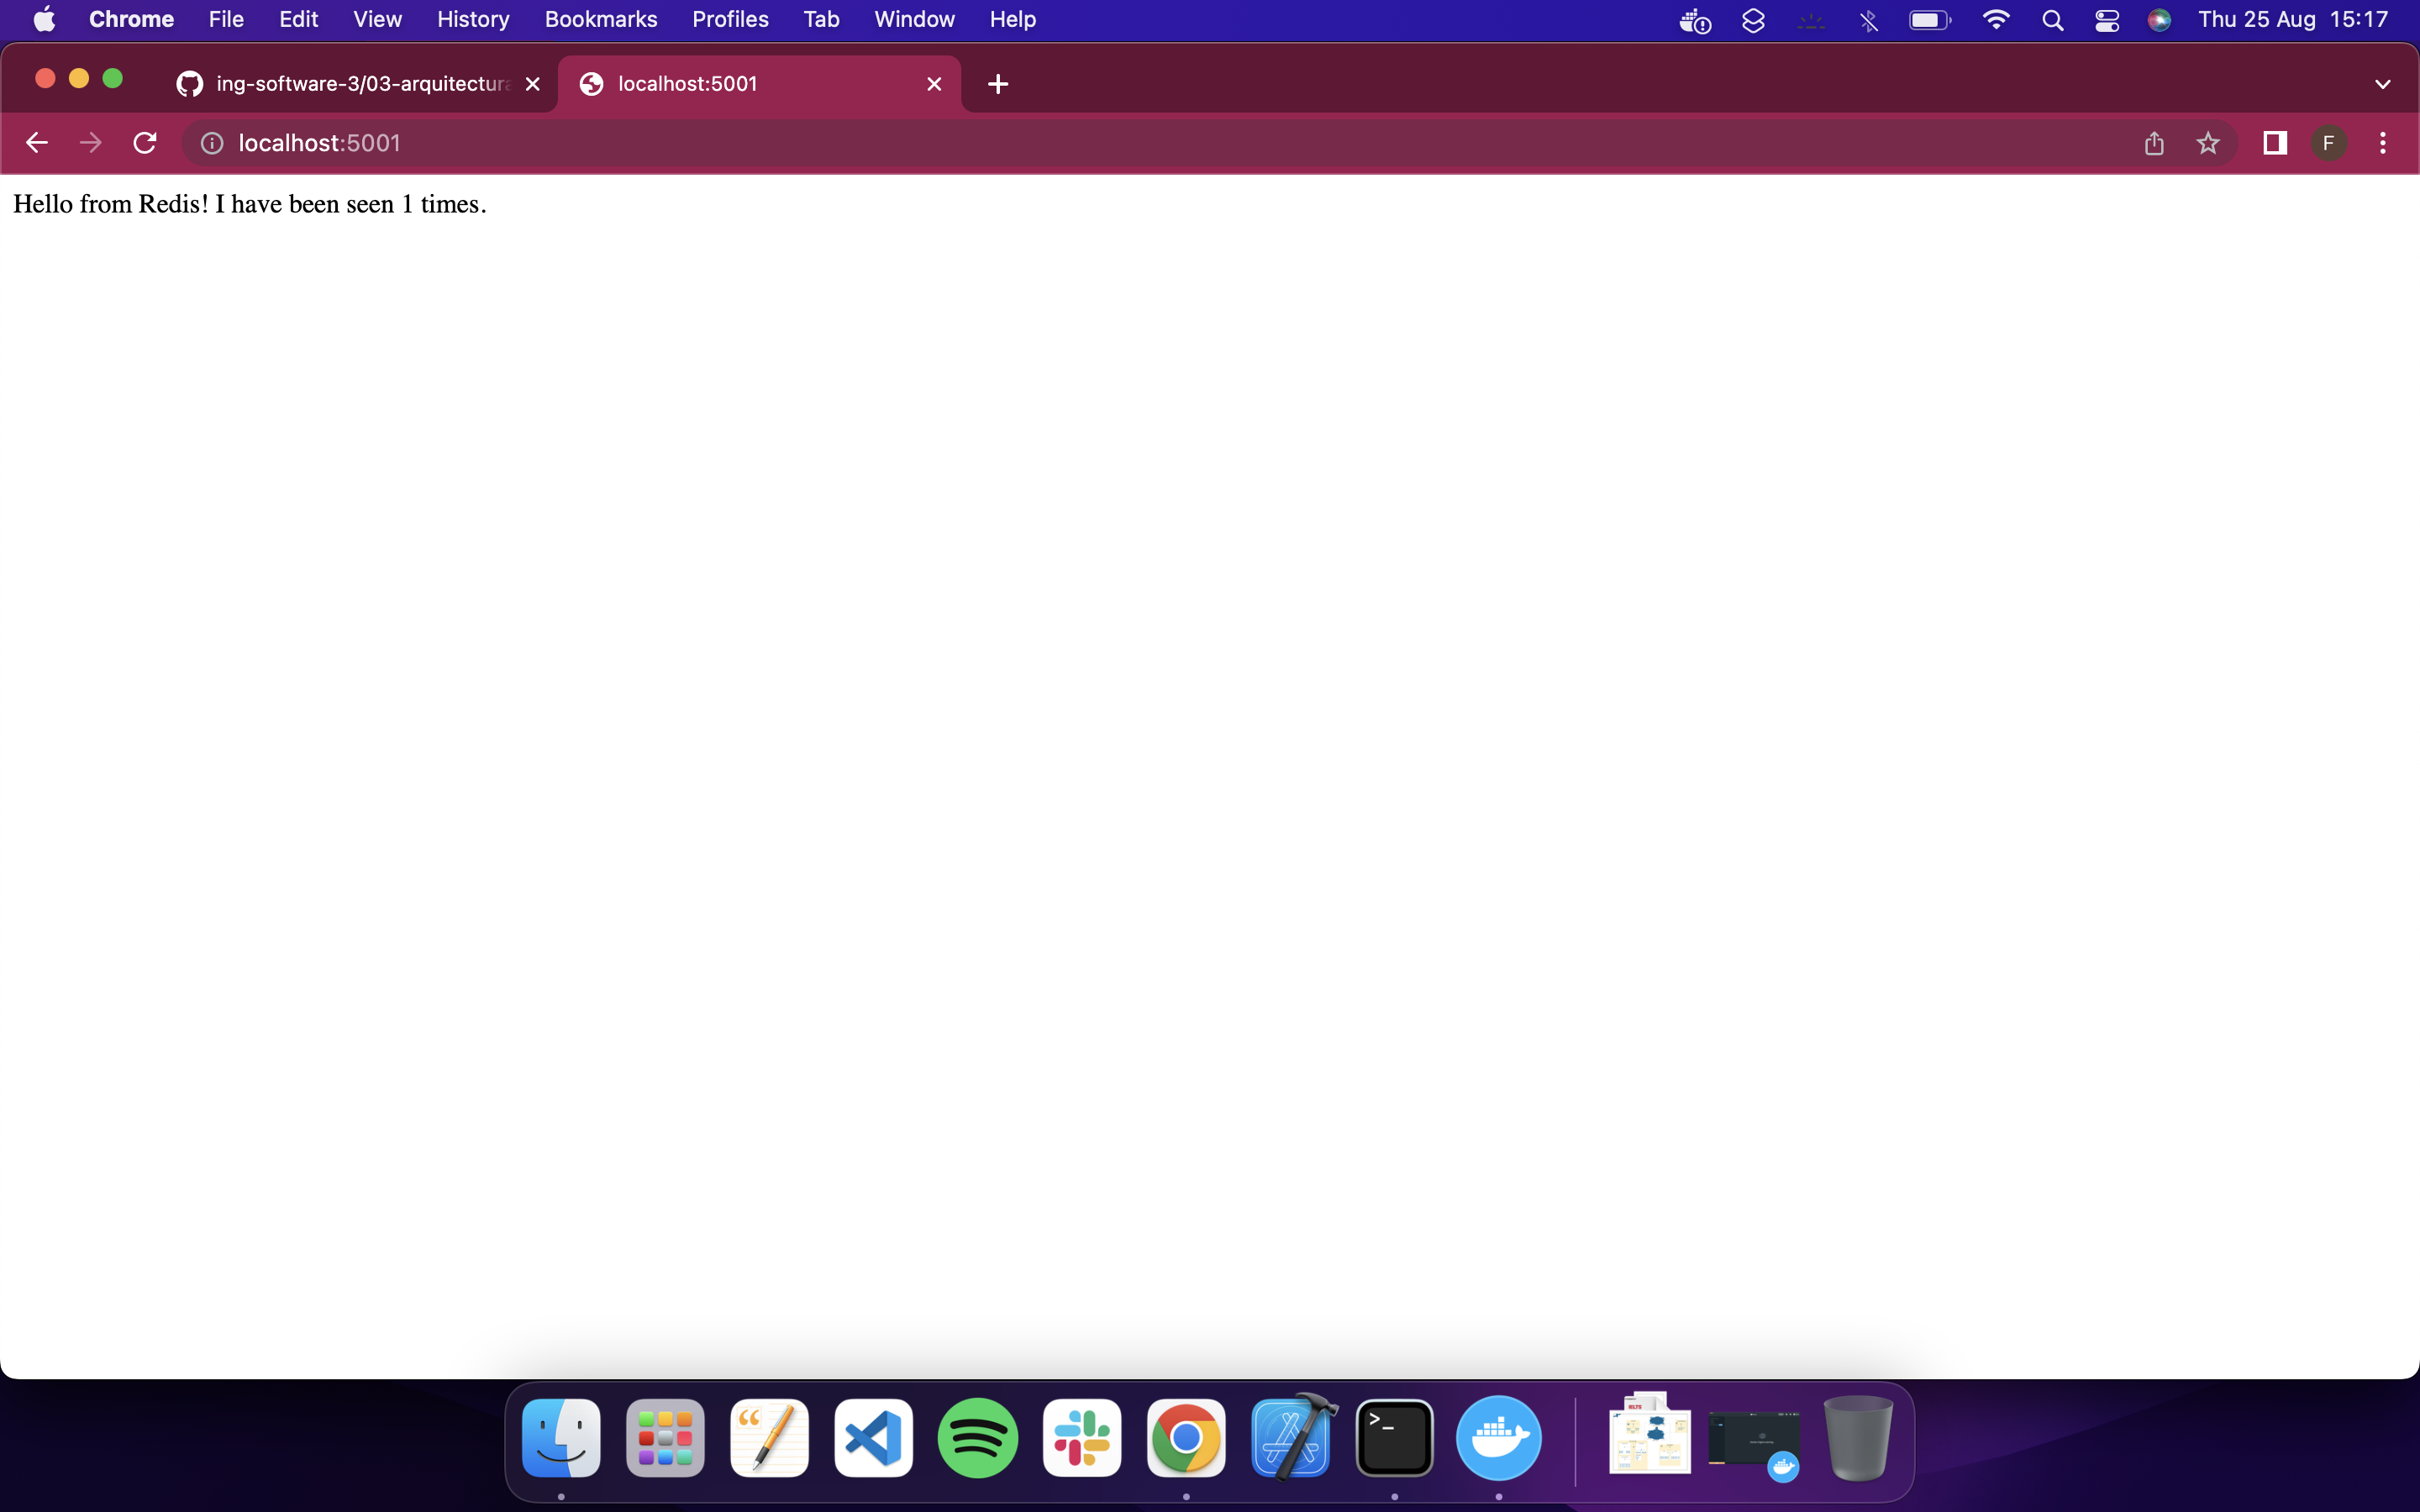 Chrome File Edit View History Bookmarks Profiles Tab Window Help Thu 25 Aug 15:17
ing-software-3/03-arquitectura localhost:5001
localhost:5001 F
Hello from Redis! I have been seen 1 times.